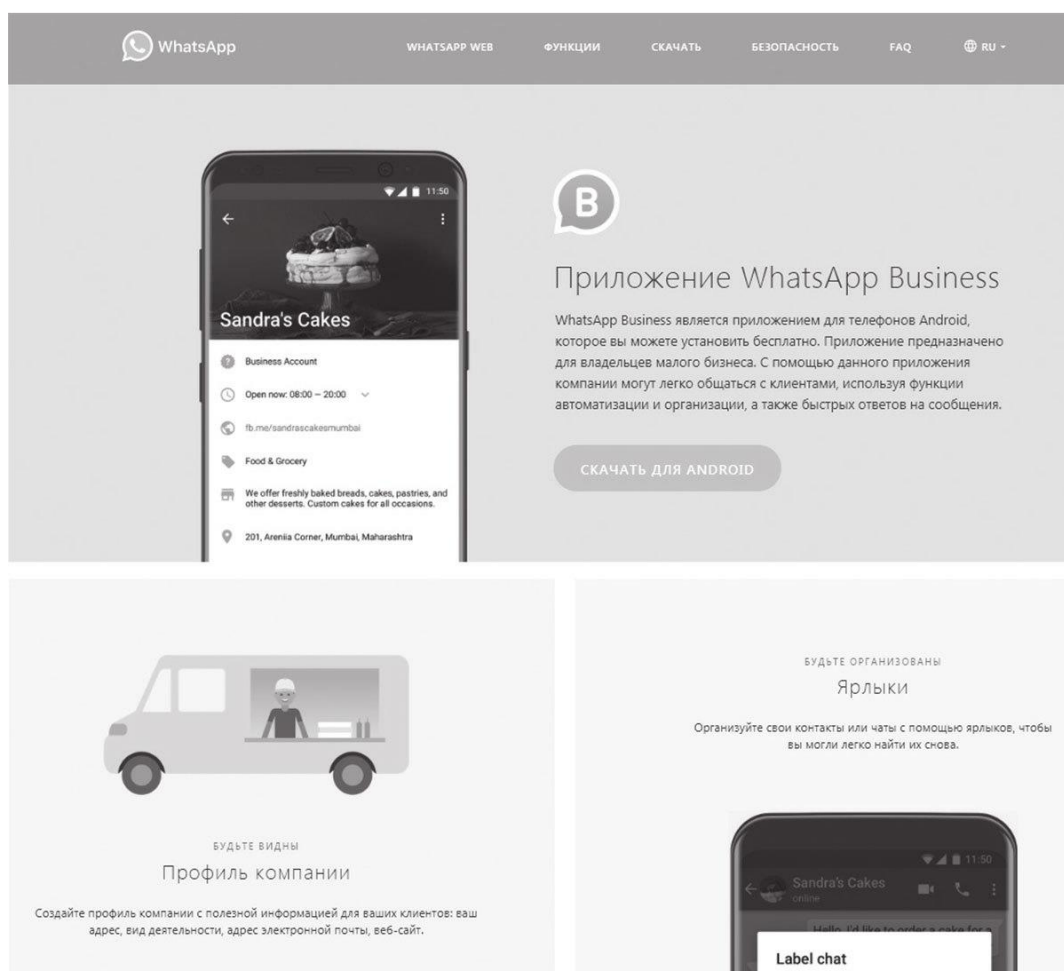 WhatsApp
WHATSAPP WEB
ФУНКЦИИ
СКАЧАТЬ
БЕЗОПАСНОСТЬ
FAQ
RU
11:50
Sandra's Cakes
Business Account
Open now: 08:00 – 20:00
fb.me/sandrascakesmumbai
Food & Grocery
We offer freshly baked breads, cakes, pastries, and
other desserts. Custom cakes for all occasions.
201, Areniia Corner, Mumbai, Maharashtra
B
Приложение WhatsApp Business
WhatsApp Business является приложением для телефонов Android,
которое вы можете установить бесплатно. Приложение предназначено
для владельцев малого бизнеса. С помощью данного приложения
компании могут легко общаться с клиентами, используя функции
автоматизации и организации, а также быстрых ответов на сообщения.
СКАЧАТЬ ДЛЯ ANDROID
БУДЬТЕ ВИДНЫ
Профиль компании
Создайте профиль компании с полезной информацией для ваших клиентов: ваш
адрес, вид деятельности, адрес электронной почты, веб-сайт.
БУДЬТЕ ОРГАНИЗОВАНЫ
Ярлыки
Организуйте свои контакты или чаты с помощью ярлыков, чтобы
вы могли легко найти их снова.
11:50
Sandra's Cakes
online
Hello, I'd like to order a cake for a
Label chat